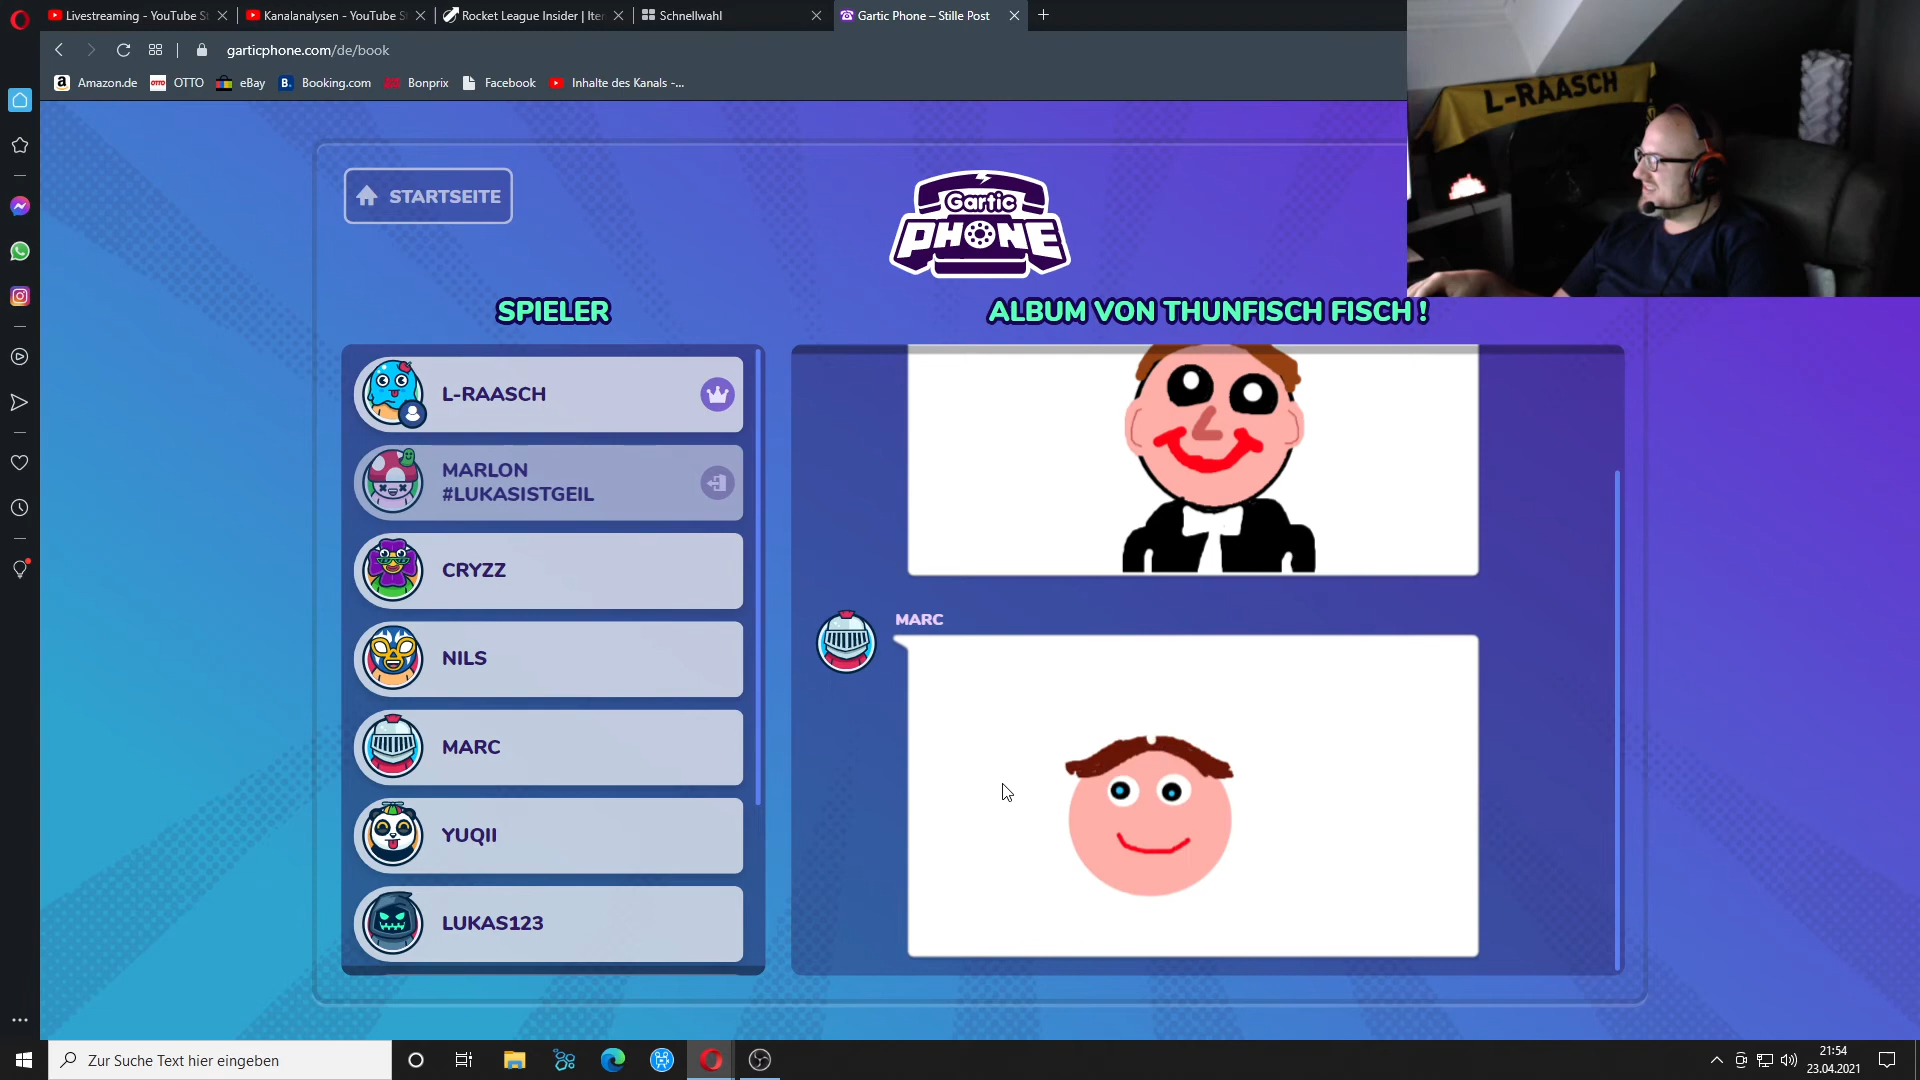 Livestreaming - YouTube St
Kanalanalysen - YouTube S
Rocket League Insider | Iter
Schnellwahl
Gartic Phone – Stille Post
garticphone.com/de/book
Amazon.de
OTTO
eBay
Booking.com
Bonprix
Facebook
Inhalte des Kanals -...
L-RAASCH
STARTSEITE
Gartic
PHONE
SPIELER
ALBUM VON THUNFISCH FISCH !
L-RAASCH
MARLON
#LUKASISTGEIL
CRYZZ
NILS
MARC
YUQII
LUKAS123
MARC
Zur Suche Text hier eingeben
21:54
23.04.2021